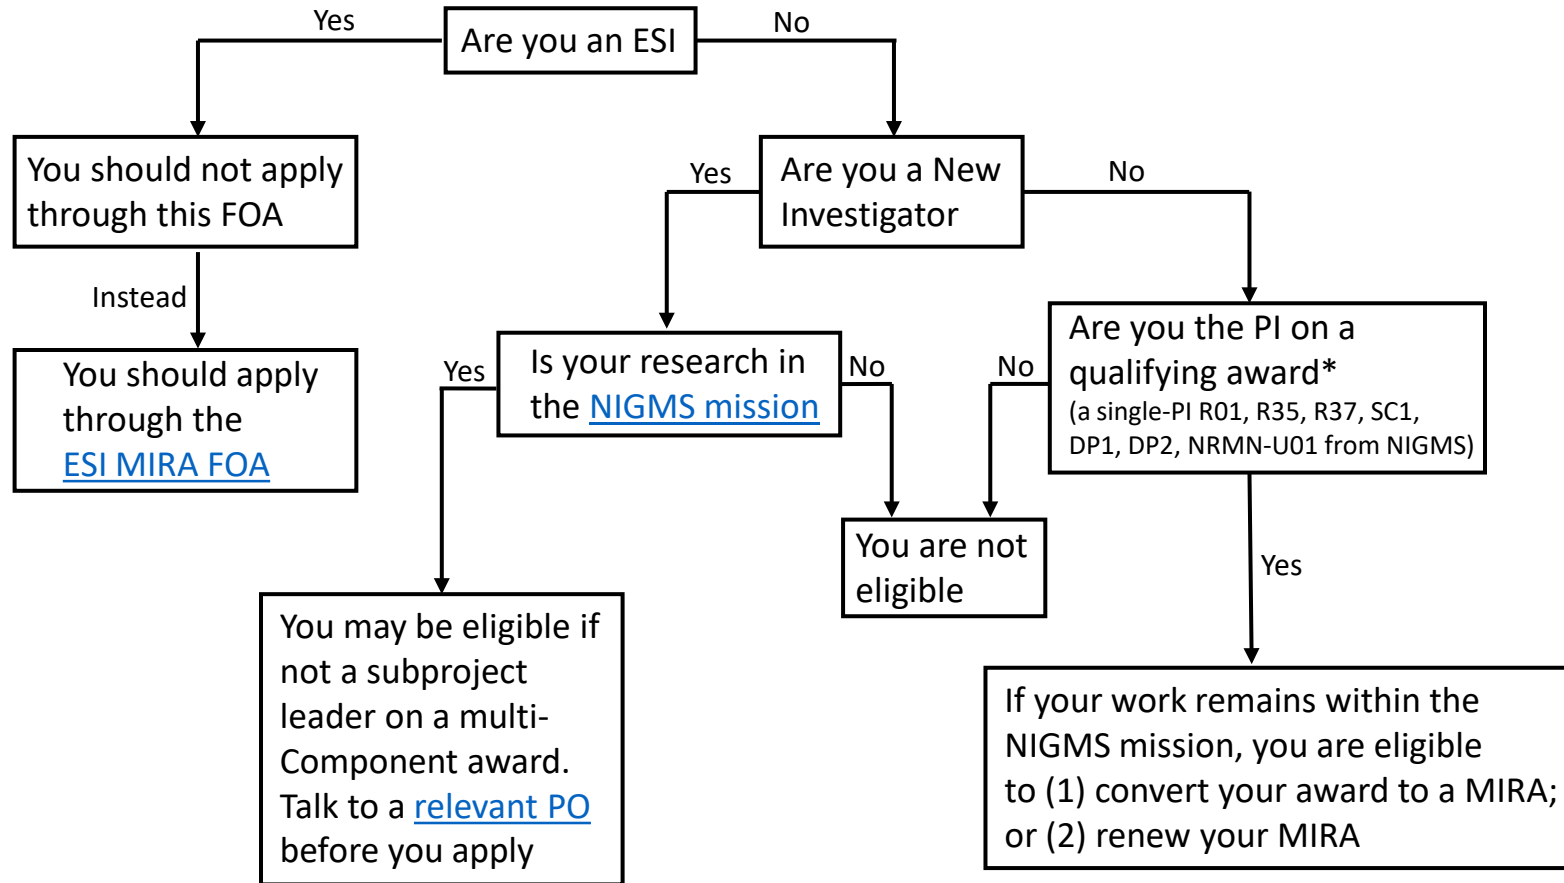 Yes
Are you an ESI
No
You should not apply
through this FOA
Instead
You should apply
through the
ESI MIRA FOA
Yes
Are you a New
Investigator
No
Yes
Is your research in
the NIGMS mission
No
No
Are you the PI on a
qualifying award*
(a single-PI R01, R35, R37, SC1,
DP1, DP2, NRMN-U01 from NIGMS)
You are not
eligible
Yes
You may be eligible if
not a subproject
leader on a multi-
Component award.
Talk to a relevant PO
before you apply
If your work remains within the
NIGMS mission, you are eligible
to (1) convert your award to a MIRA;
or (2) renew your MIRA